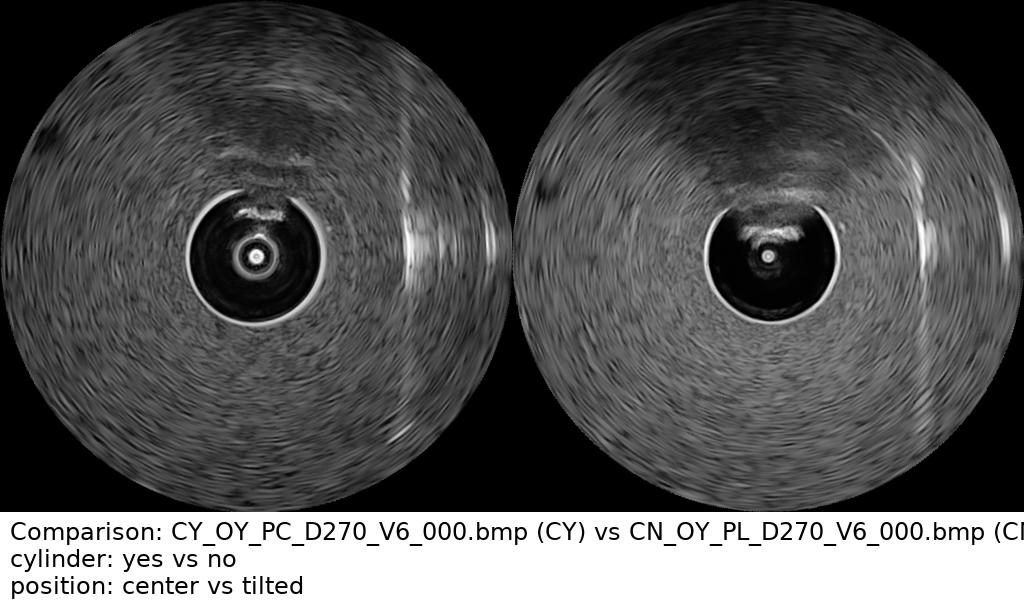 Comparison: CY_OY_PC_D270_V6_000.bmp (CY) vs CN_OY_PL_D270_V6_000.bmp
cylinder: yes vs no
position: center vs tilted